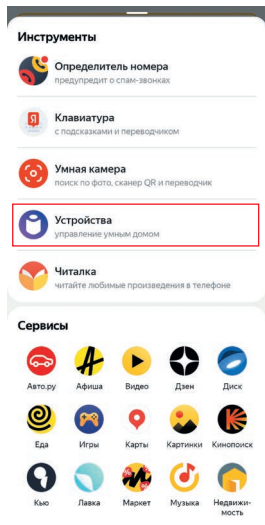 Инструменты
Определитель номера
предупредит о спам-звонках
Я
Клавиатура
с подсказками и переводчиком
Умная камера
поиск по фото, сканер QR и переводчик
Устройства
управление умным домом
Читалка
читайте любимые произведения в телефоне
Сервисы
Авто.ру Афиша Видео Дзен Диск
Еда Игры Карты Картинки Кинопоиск
Кью Лавка Маркет Музыка Недвижи-
мость